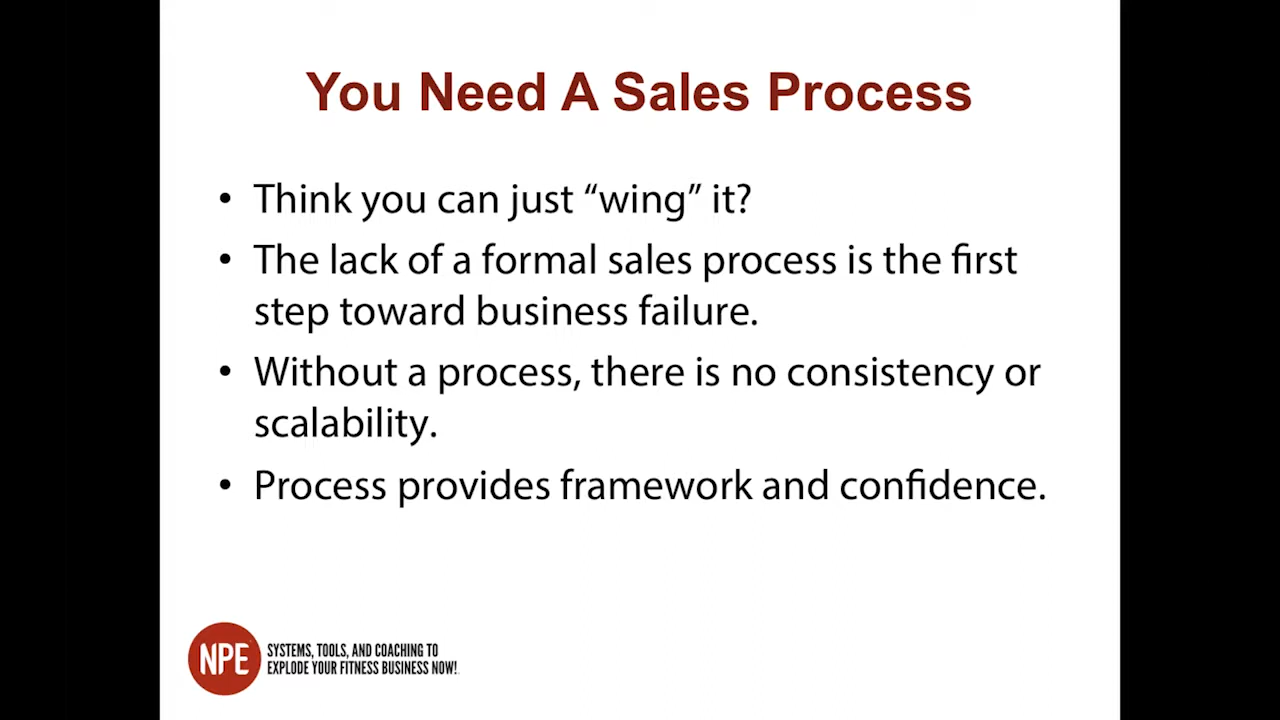 You Need A Sales Process
• Think you can just “wing” it?
• The lack of a formal sales process is the first
step toward business failure.
• Without a process, there is no consistency or
scalability.
• Process provides framework and confidence.
NPE
SYSTEMS, TOOLS, AND COACHING TO
EXPLODE YOUR FITNESS BUSINESS NOW!